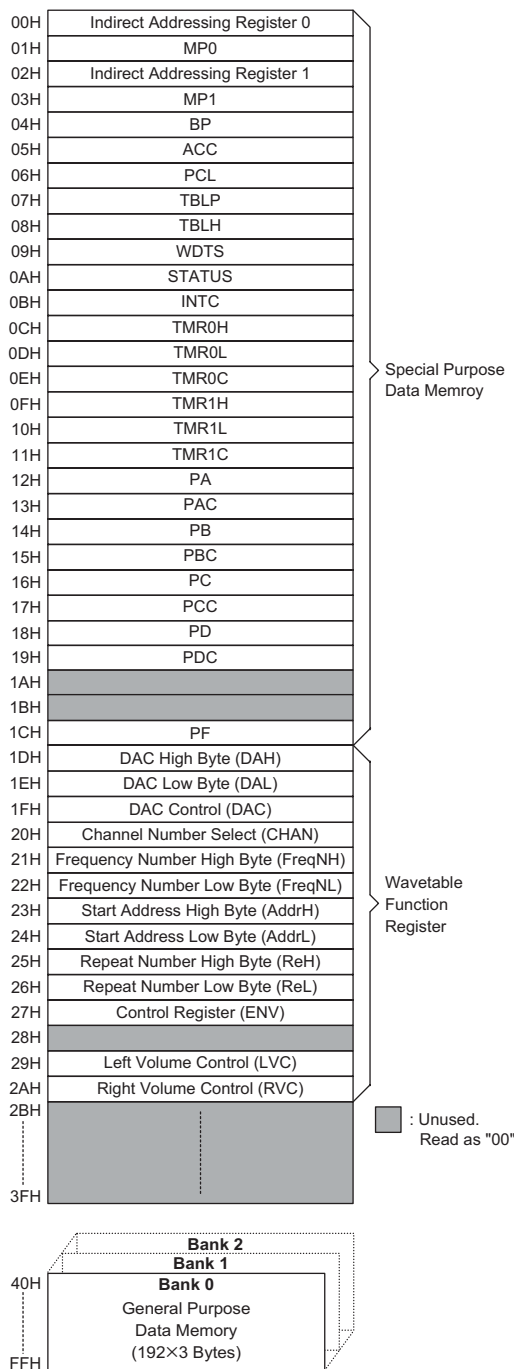 00H Indirect Addressing Register 0
01H MP0
02H Indirect Addressing Register 1
03H MP1
04H BP
05H ACC
06H PCL
07H TBLP
08H TBLH
09H WDTS
0AH STATUS
0BH INTC
0CH TMR0H
0DH TMR0L
0EH TMR0C
0FH TMR1H
10H TMR1L
11H TMR1C
12H PA
13H PAC
14H PB
15H PBC
16H PC
17H PCC
18H PD
19H PDC
1AH
1BH
1CH PF
Special Purpose
Data Memroy
1DH DAC High Byte (DAH)
1EH DAC Low Byte (DAL)
1FH DAC Control (DAC)
20H Channel Number Select (CHAN)
21H Frequency Number High Byte (FreqNH)
22H Frequency Number Low Byte (FreqNL)
23H Start Address High Byte (AddrH)
24H Start Address Low Byte (AddrL)
25H Repeat Number High Byte (ReH)
26H Repeat Number Low Byte (ReL)
27H Control Register (ENV)
28H
29H Left Volume Control (LVC)
2AH Right Volume Control (RVC)
Wavetable
Function
Register
2BH
3FH
: Unused.
Read as "00"
Bank 2
Bank 1
40H Bank 0
General Purpose
Data Memory
(192×3 Bytes)
FFH